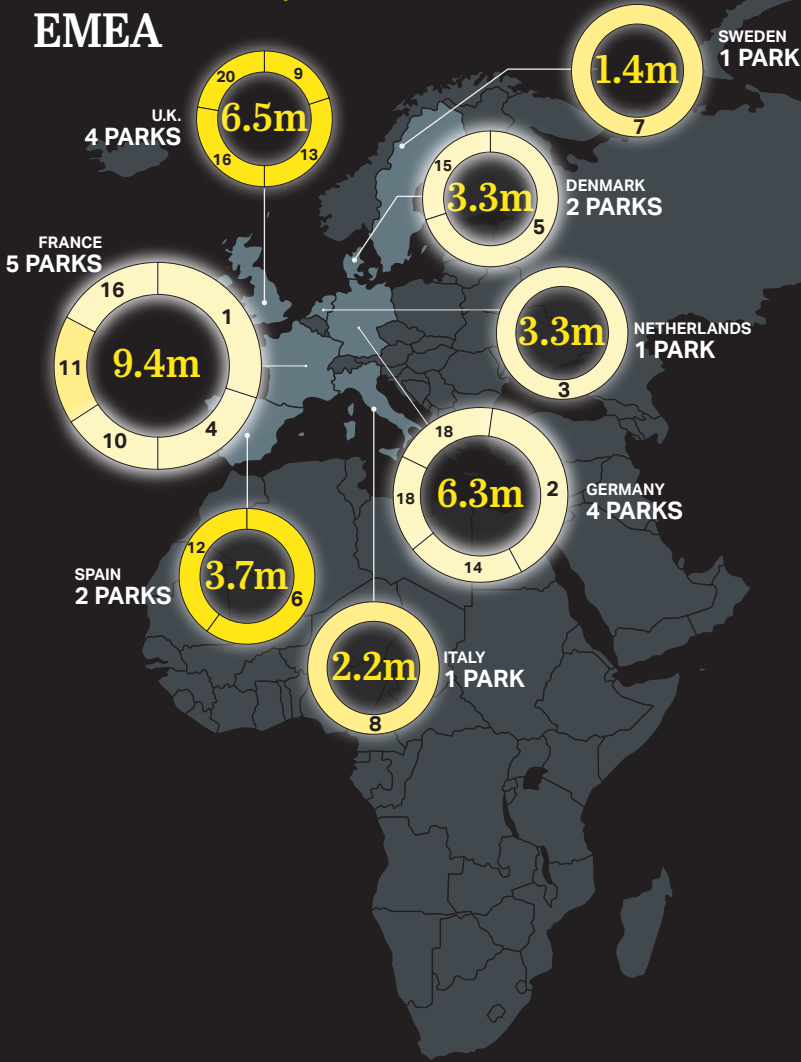 EMEA
SWEDEN
1 PARK
1.4m
7
U.K.
4 PARKS
6.5m
20
9
16
13
DENMARK
2 PARKS
3.3m
15
5
FRANCE
5 PARKS
9.4m
16
1
11
10
4
NETHERLANDS
1 PARK
3.3m
3
GERMANY
4 PARKS
6.3m
18
2
18
14
SPAIN
2 PARKS
3.7m
12
6
ITALY
1 PARK
2.2m
8